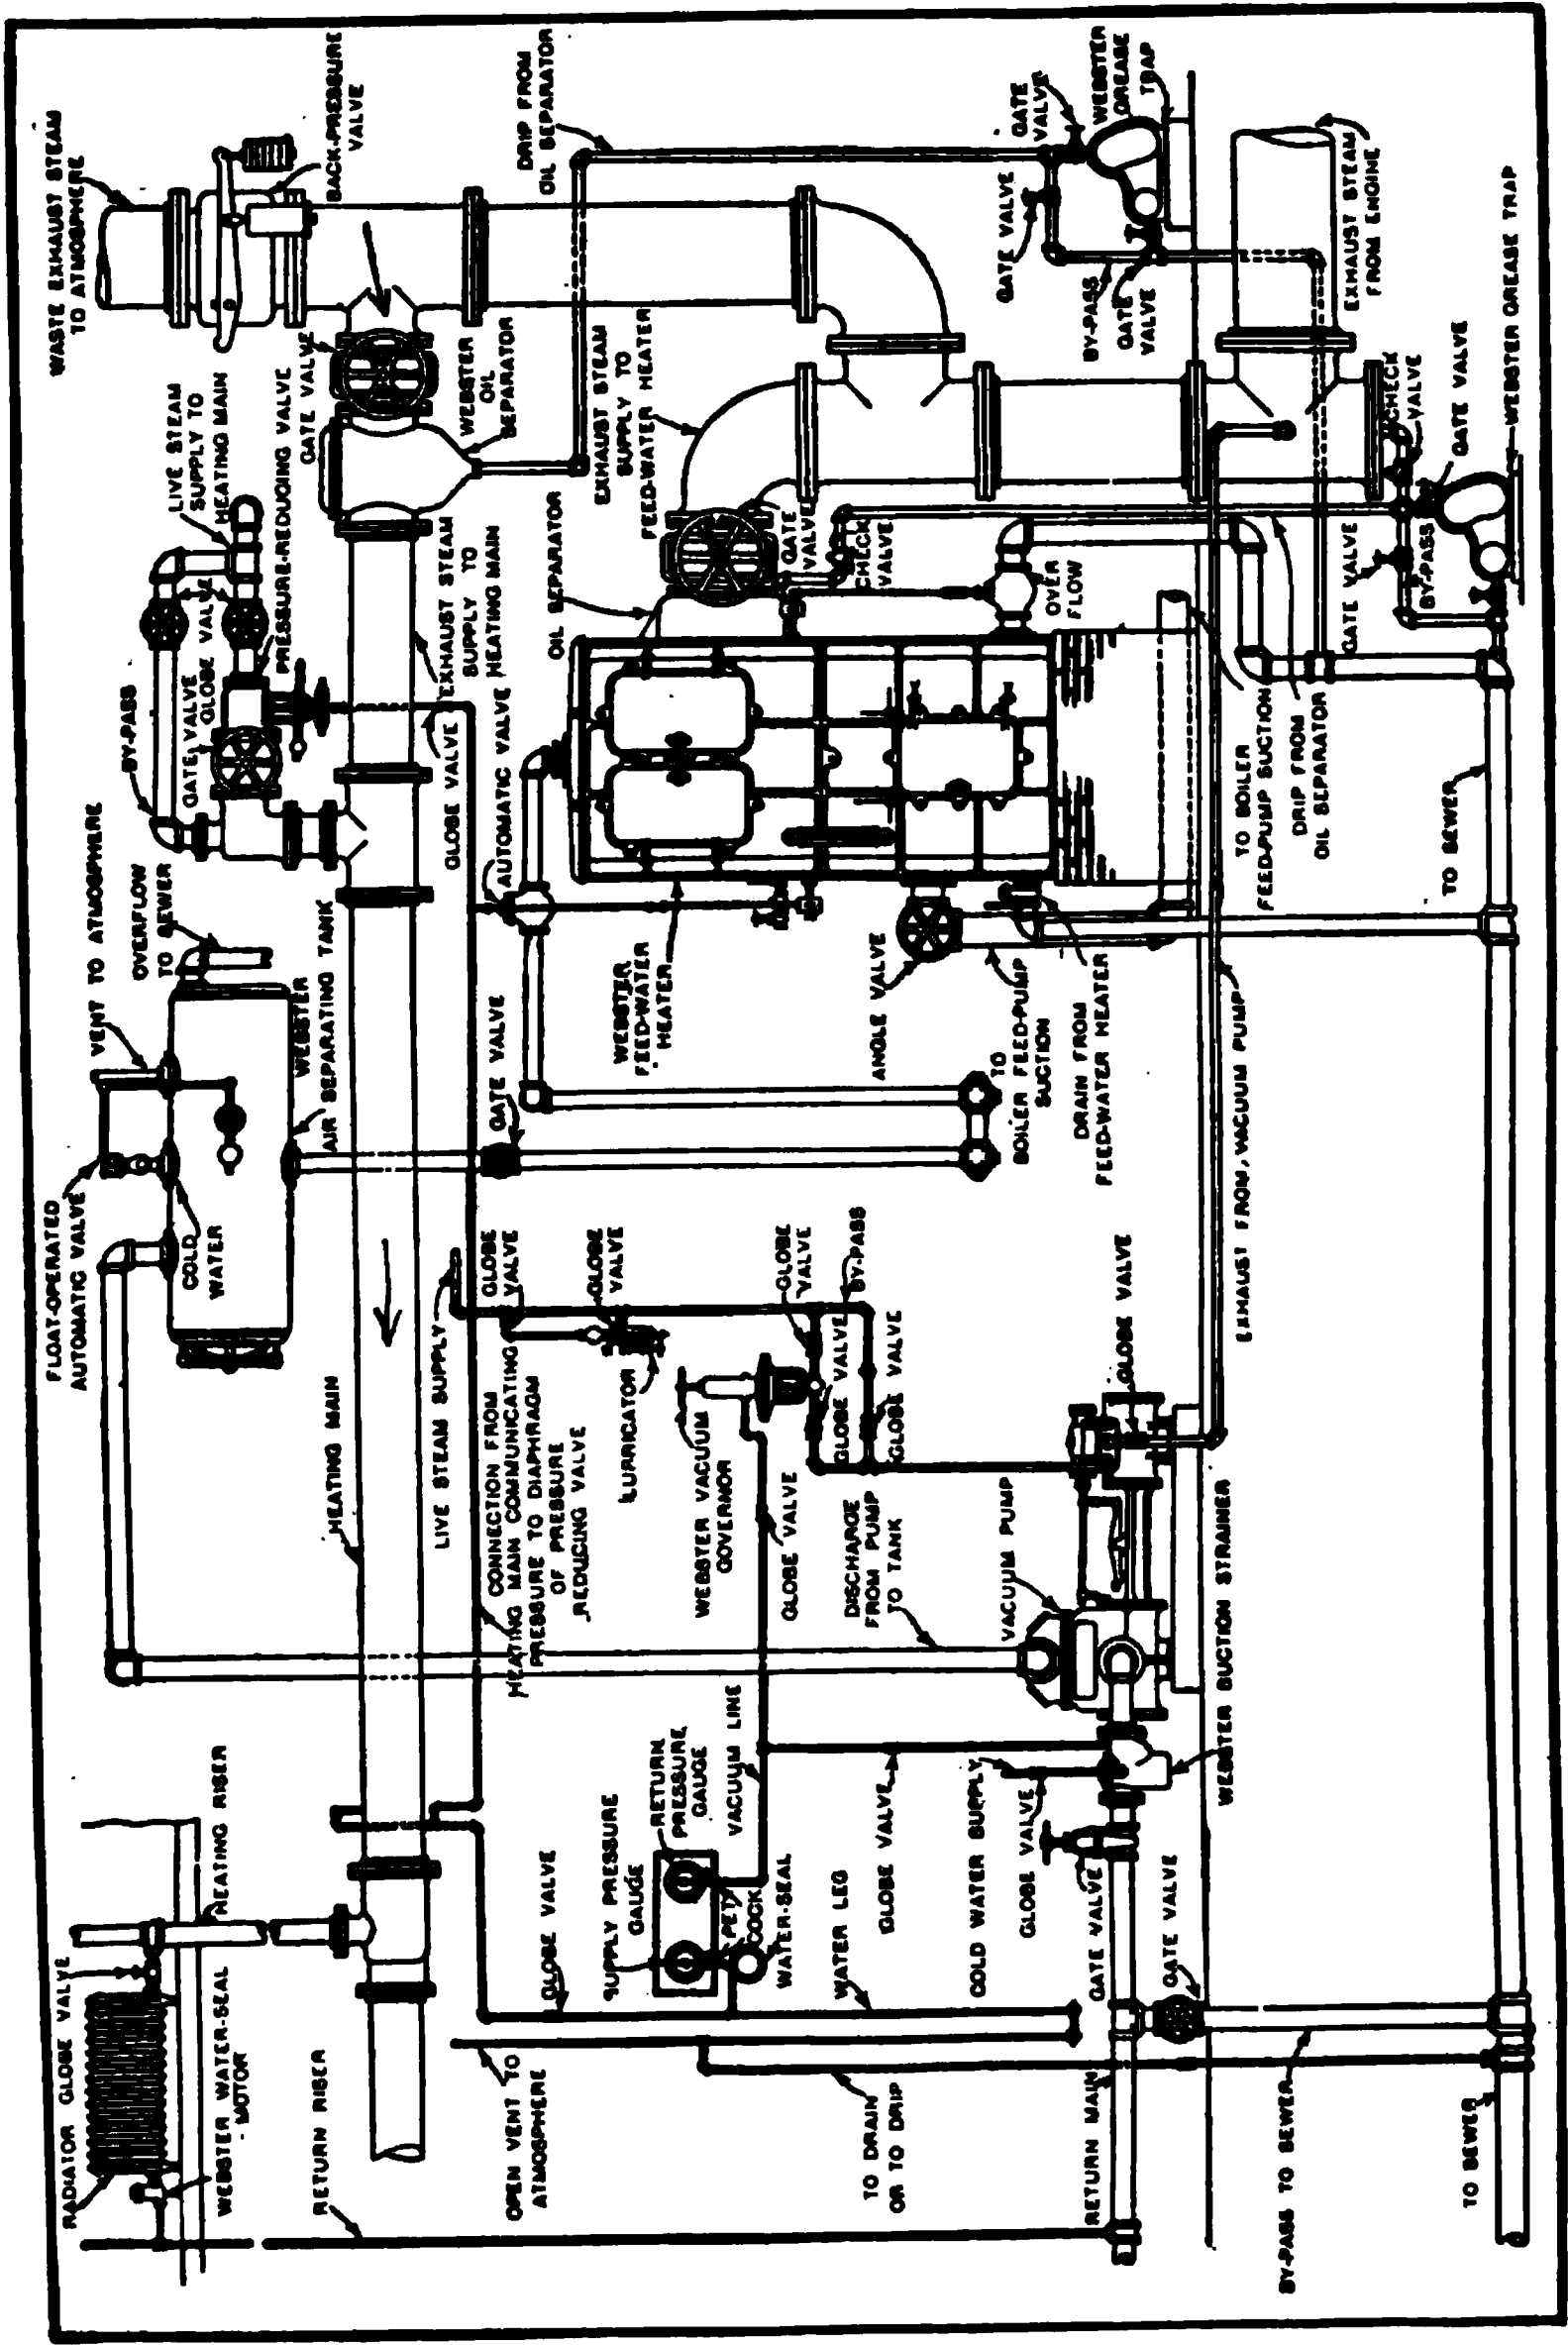 RADIATOR GLOBE VALVE
HEATING RISER
WEBSTER WATER-SEAL
MOTOR
RETURN RISER
FLOAT-OPERATED
AUTOMATIC VALVE
VENT TO ATMOSPHERE
OVERFLOW
TO SEWER
COLD
WATER
WEBSTER
AIR SEPARATING TANK
HEATING MAIN
BY-PASS
GATE VALVE
GLOBE VALVE
PRESSURE-REDUCING VALVE
LIVE STEAM
SUPPLY TO
HEATING MAIN
GATE VALVE
WASTE EXHAUST STEAM
TO ATMOSPHERE
BACK-PRESSURE
VALVE
LIVE STEAM SUPPLY
GLOBE
VALVE
GATE VALVE
GLOBE VALVE
EXHAUST STEAM
SUPPLY TO
HEATING MAIN
AUTOMATIC VALVE
WEBSTER
OIL
SEPARATOR
DRIP FROM
OIL SEPARATOR
OPEN VENT TO
ATMOSPHERE
GLOBE VALVE
CONNECTION FROM
HEATING MAIN COMMUNICATING
PRESSURE TO DIAPHRAGM
OF PRESSURE
REDUCING VALVE
GLOBE
VALVE
LUBRICATOR
OIL SEPARATOR
EXHAUST STEAM
SUPPLY TO
FEED-WATER HEATER
SUPPLY PRESSURE
GAUGE
RETURN
PRESSURE
GAUGE
VACUUM LINE
PET
COCK
WATER-SEAL
WEBSTER VACUUM
GOVERNOR
GLOBE VALVE
GLOBE
VALVE
BY-PASS
GLOBE VALVE
GLOBE VALVE
WEBSTER
FEED-WATER
HEATER
GATE
VALVE
CHECK
VALVE
TO DRAIN
OR TO DRIP
WATER LEG
GLOBE VALVE
DISCHARGE
FROM PUMP
TO TANK
ANGLE VALVE
COLD WATER SUPPLY
GLOBE VALVE
VACUUM PUMP
TO
BOILER FEED-PUMP
SUCTION
DRAIN FROM
FEED-WATER HEATER
OVER
FLOW
GATE VALVE
GATE
VALVE
WEBSTER
GREASE
TRAP
BY-PASS
GATE
VALVE
RETURN MAIN
GATE VALVE
GATE VALVE
GLOBE VALVE
WEBSTER SUCTION STRAINER
EXHAUST FROM VACUUM PUMP
TO BOILER
FEED-PUMP SUCTION
DRIP FROM
OIL SEPARATOR
EXHAUST STEAM
FROM ENGINE
GATE VALVE
BY-PASS
CHECK
VALVE
GATE VALVE
WEBSTER GREASE TRAP
BY-PASS TO SEWER
TO SEWER
TO SEWER